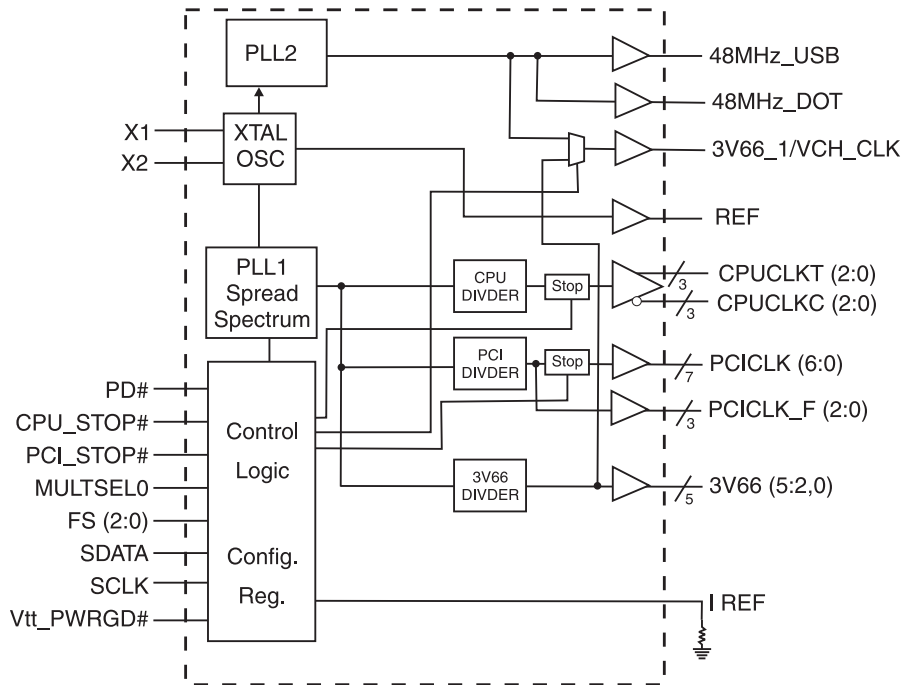 PLL2
48MHz_USB
48MHz_DOT
X1
X2
XTAL
OSC
3V66_1/VCH_CLK
REF
PLL1
Spread
Spectrum
CPU
DIVDER
Stop
3
CPUCLKT (2:0)
3
CPUCLKC (2:0)
PCI
DIVDER
Stop
7
PCICLK (6:0)
3
PCICLK_F (2:0)
PD#
CPU_STOP#
PCI_STOP#
MULTSEL0
FS (2:0)
SDATA
SCLK
Vtt_PWRGD#
Control
Logic
Config.
Reg.
3V66
DIVDER
5
3V66 (5:2,0)
I REF